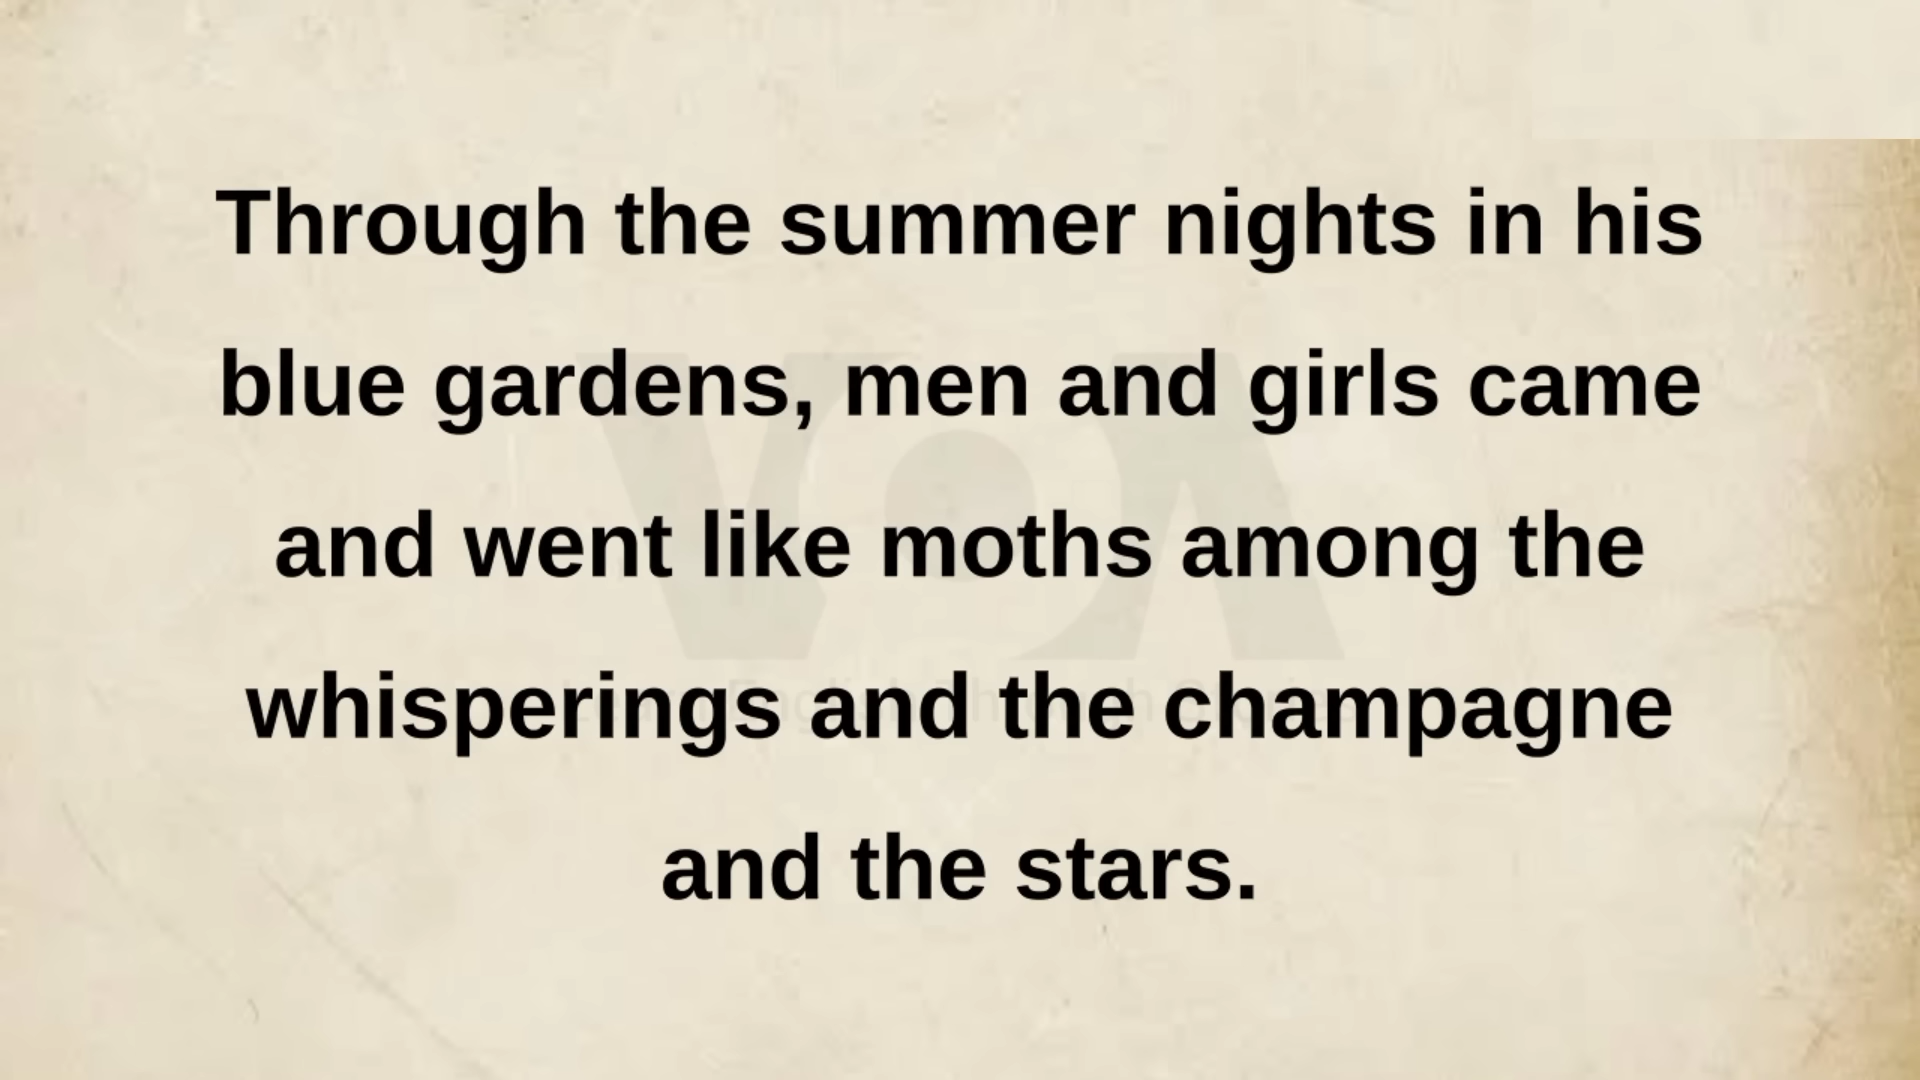 Through the summer nights in his
blue gardens, men and girls came
and went like moths among the
whisperings and the champagne
and the stars.
VOA